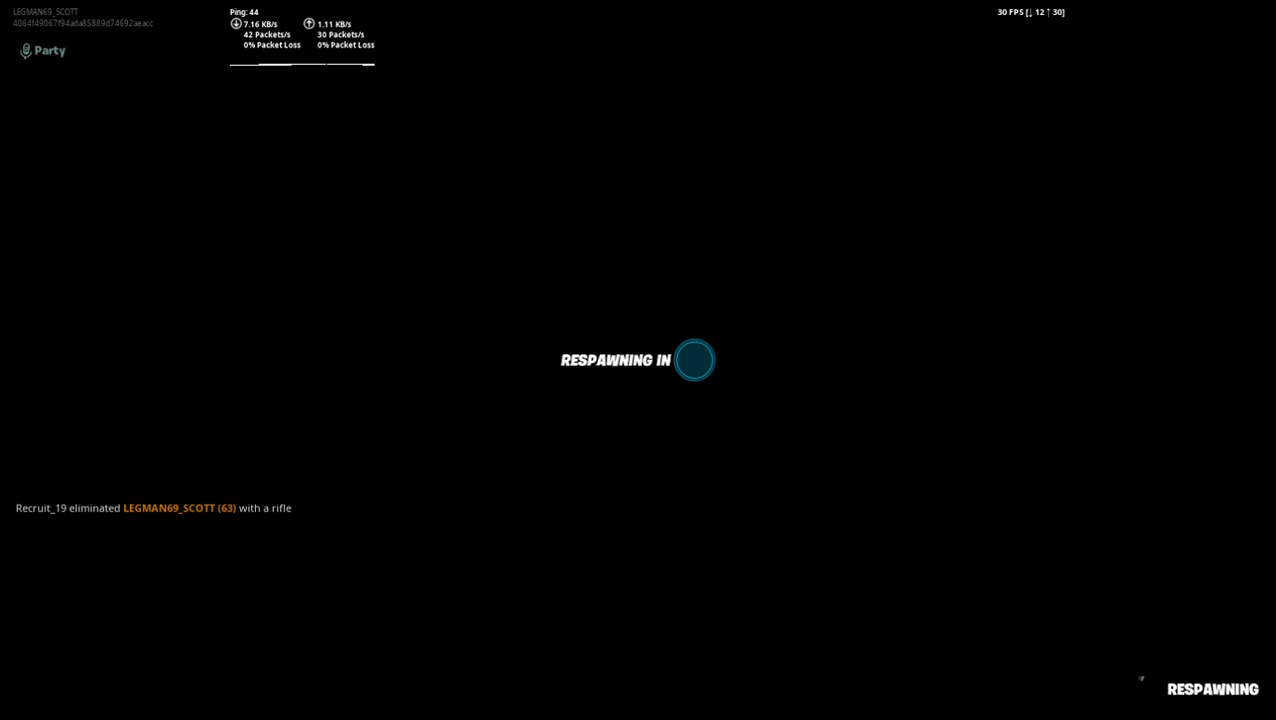 LEGMAN69_SCOTT
4064f49067f94ada85889d74692aeacc
Party
Ping: 44
7.16 KB/s 1.11 KB/s
42 Packets/s 30 Packets/s
0% Packet Loss 0% Packet Loss
30 FPS [↓ 12 ↑ 30]
RESPAWNING IN
Recruit_19 eliminated LEGMAN69_SCOTT (63) with a rifle
RESPAWNING